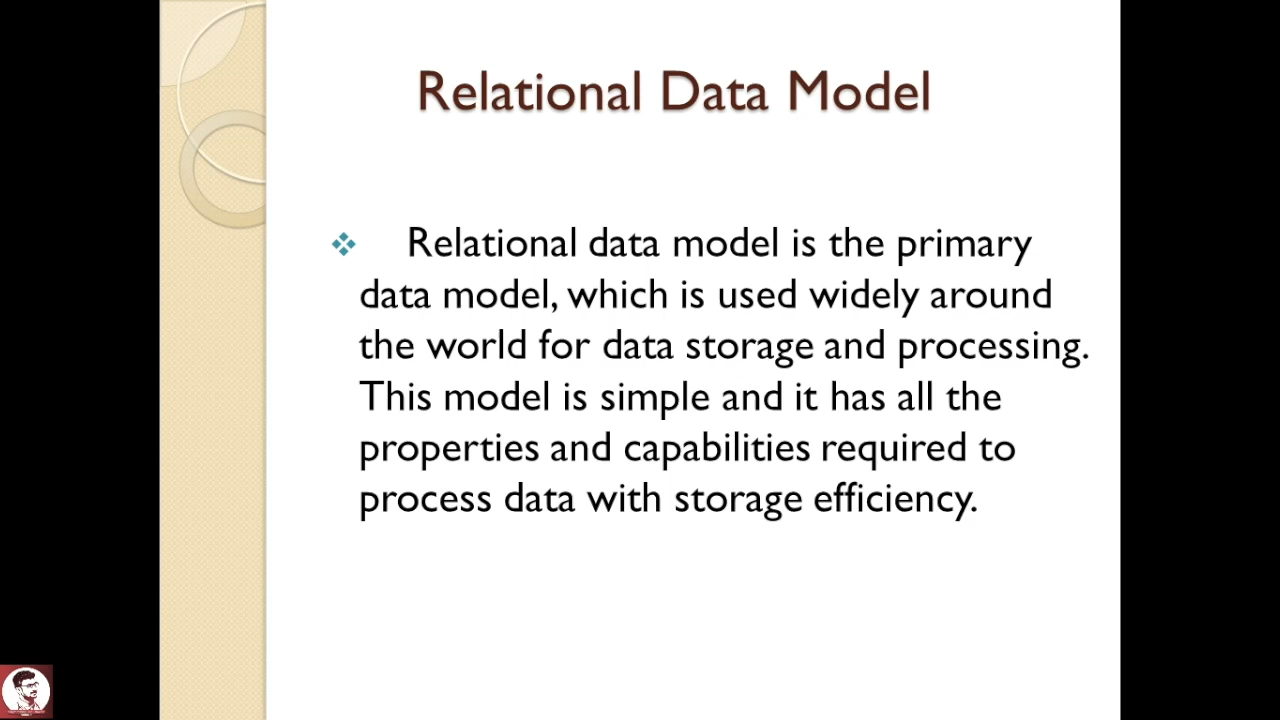 Relational Data Model
Relational data model is the primary
data model, which is used widely around
the world for data storage and processing.
This model is simple and it has all the
properties and capabilities required to
process data with storage efficiency.